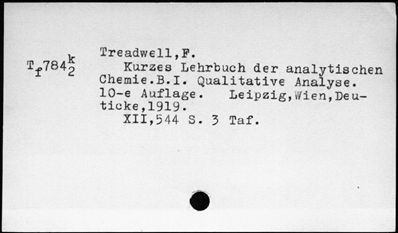 Treadwell,F.
Tf784k2 Kurzes Lehrbuch der analytischen
Chemie.B.I. Qualitative Analyse.
10-e Auflage. Leipzig,Wien,Deu-
ticke,1919.
XII,544 S. 3 Taf.